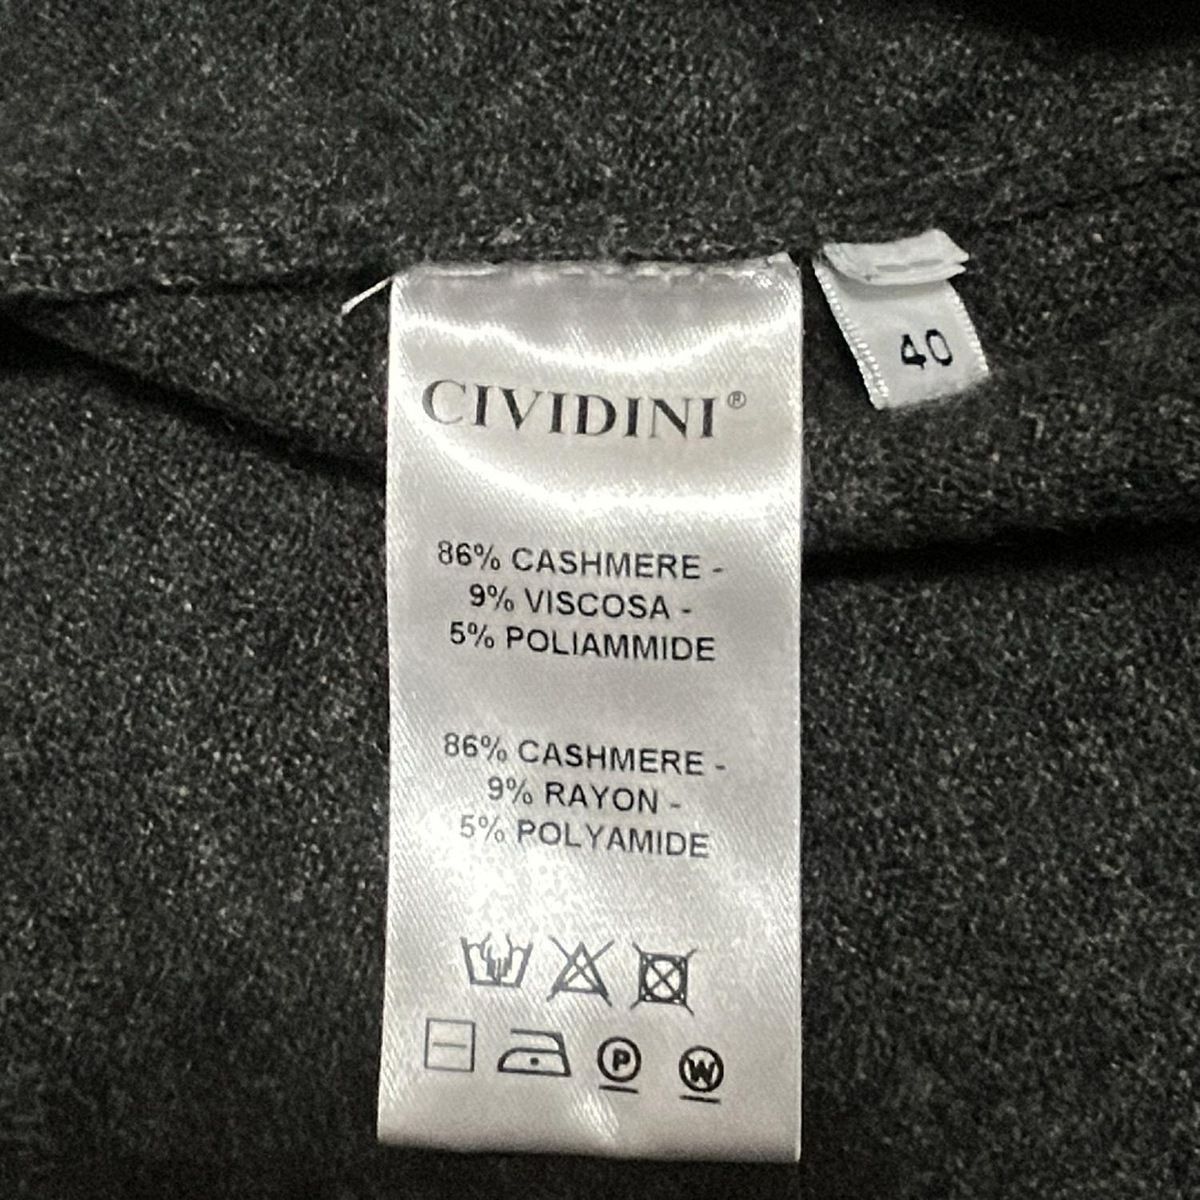 CIVIDINI®
40
86% CASHMERE -
9% VISCOSA -
5% POLIAMMIDE
86% CASHMERE -
9% RAYON -
5% POLYAMIDE
P W